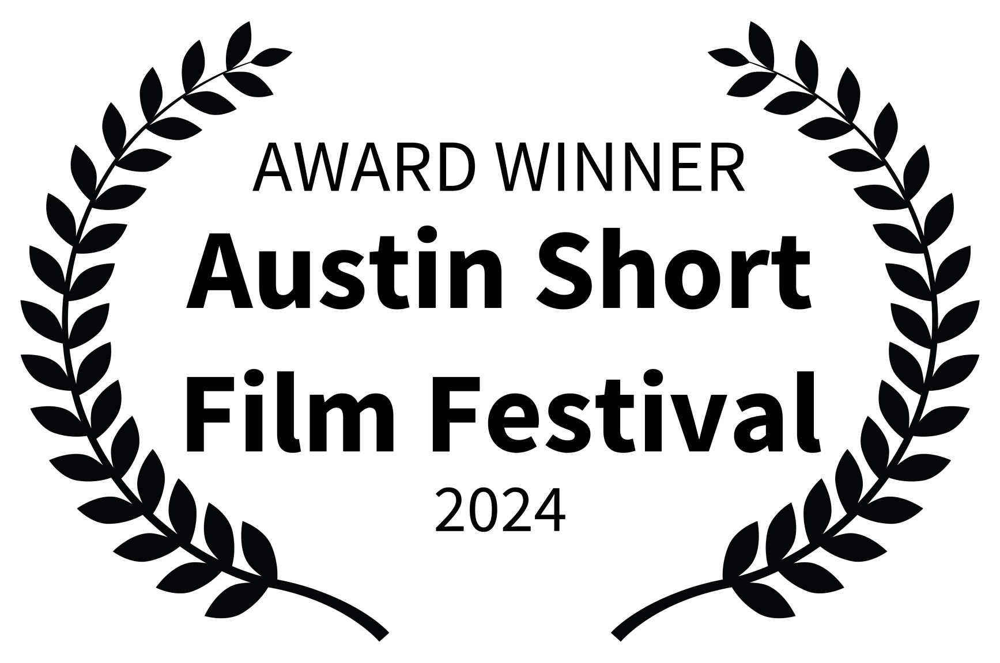 AWARD WINNER
Austin Short
Film Festival
2024